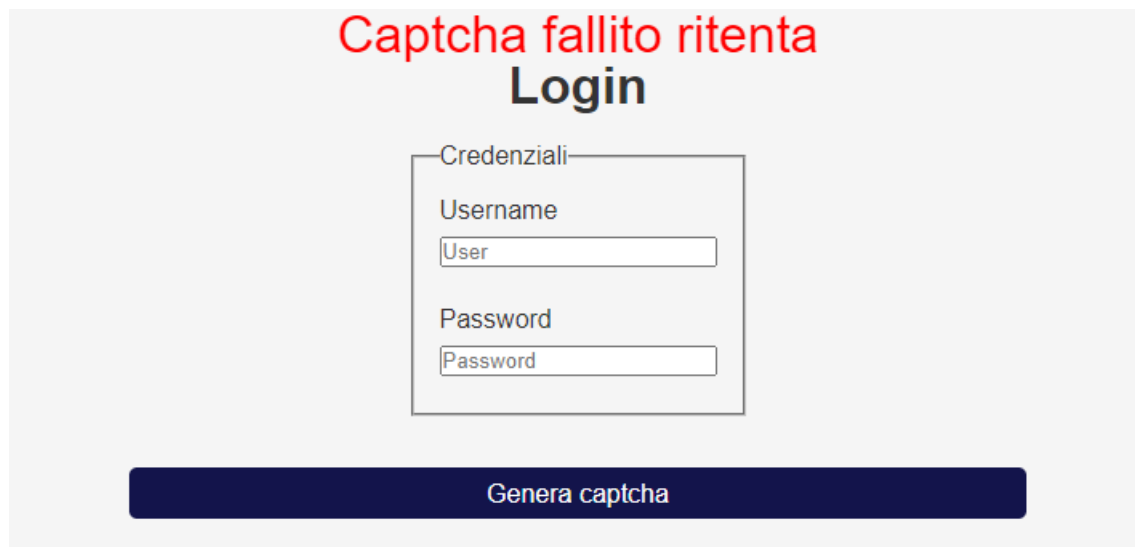 Captcha fallito ritenta
Login
Credenziali
Username
User
Password
Password
Genera captcha